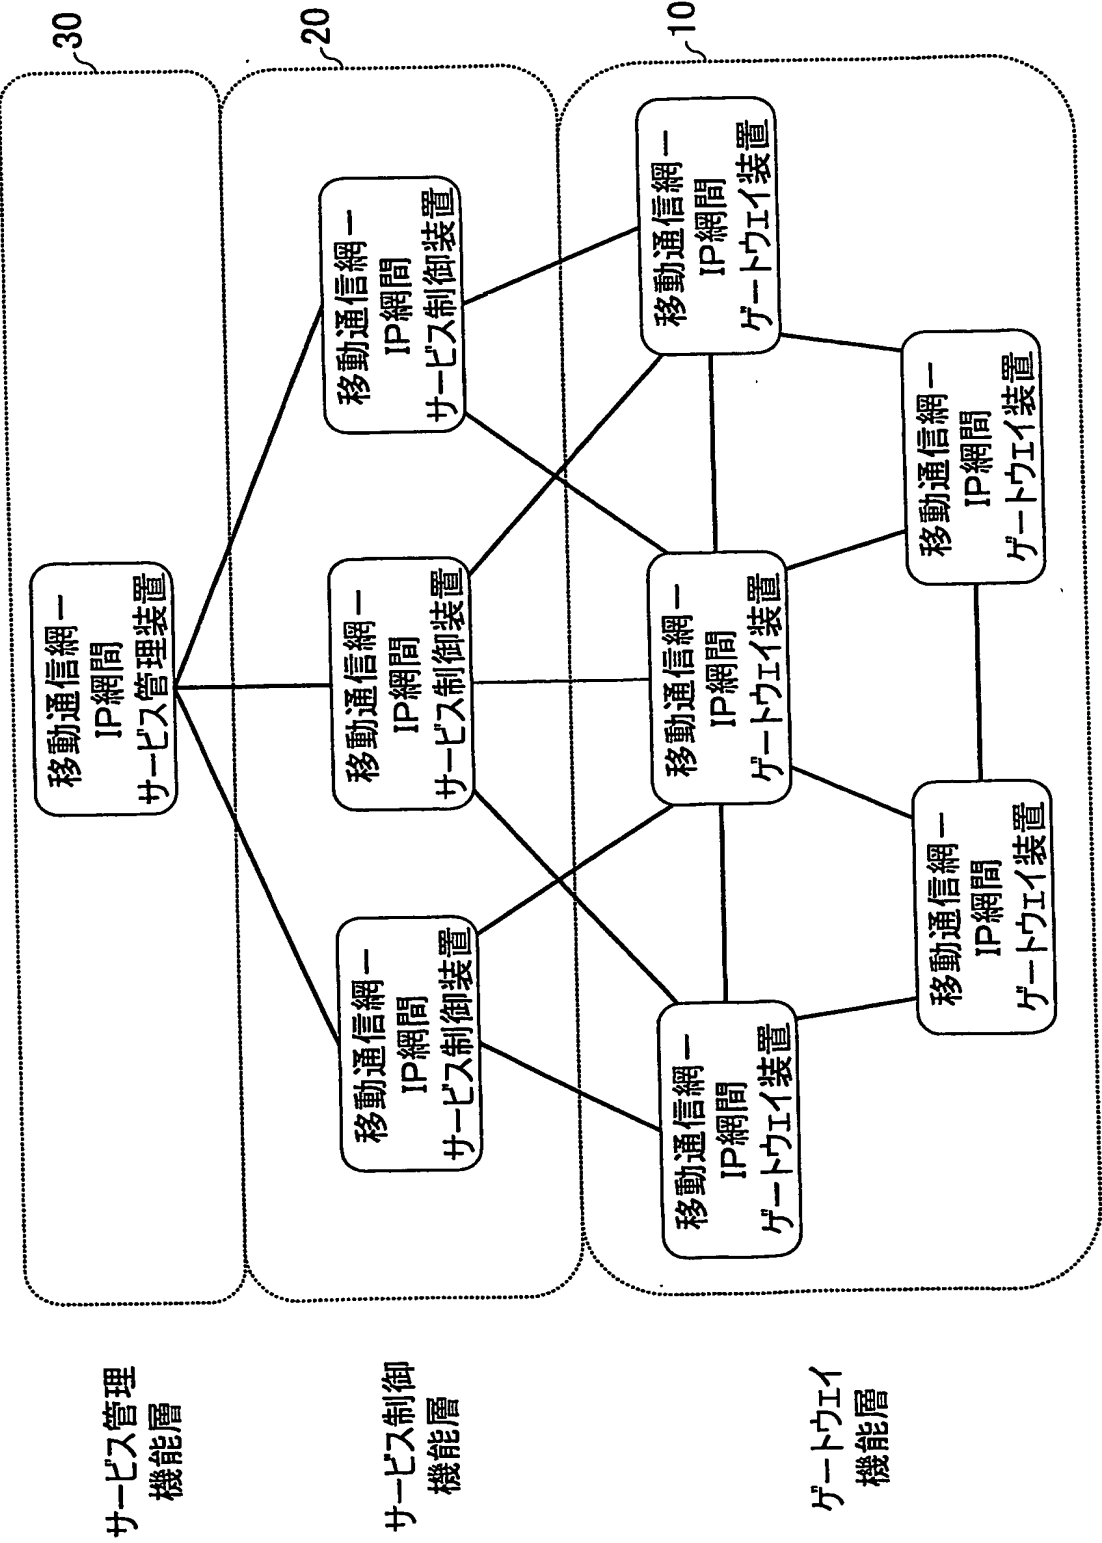 サービス管理
機能層
移動通信網ー
IP網間
サービス管理装置
30
サービス制御
機能層
移動通信網ー
IP網間
サービス制御装置
移動通信網ー
IP網間
サービス制御装置
移動通信網ー
IP網間
サービス制御装置
20
ゲートウェイ
機能層
移動通信網ー
IP網間
ゲートウェイ装置
移動通信網ー
IP網間
ゲートウェイ装置
移動通信網ー
IP網間
ゲートウェイ装置
移動通信網ー
IP網間
ゲートウェイ装置
移動通信網ー
IP網間
ゲートウェイ装置
10